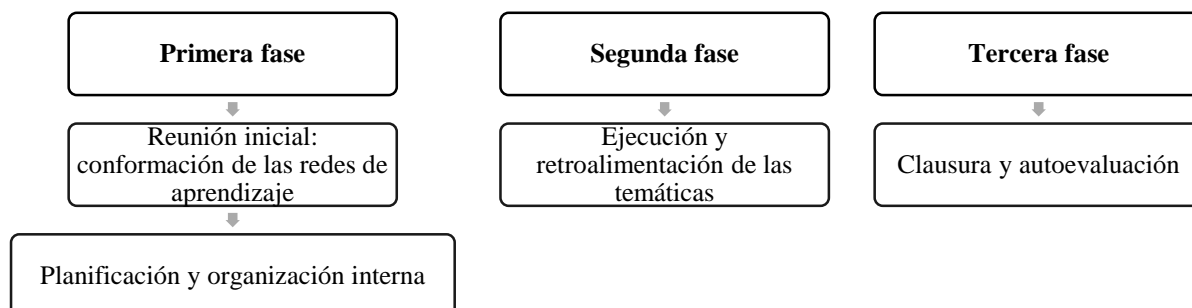 Primera fase
Reunión inicial:
conformación de las redes de
aprendizaje
Planificación y organización interna
Segunda fase
Ejecución y
retroalimentación de las
temáticas
Tercera fase
Clausura y autoevaluación